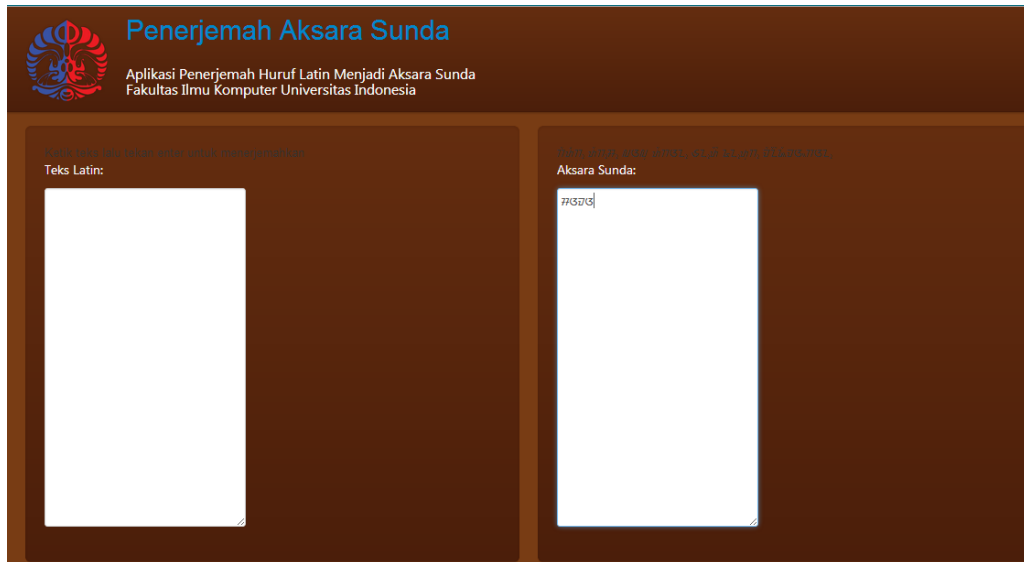 Penerjemah Aksara Sunda
Aplikasi Penerjemah Huruf Latin Menjadi Aksara Sunda
Fakultas Ilmu Komputer Universitas Indonesia
Teks Latin:
Aksara Sunda: